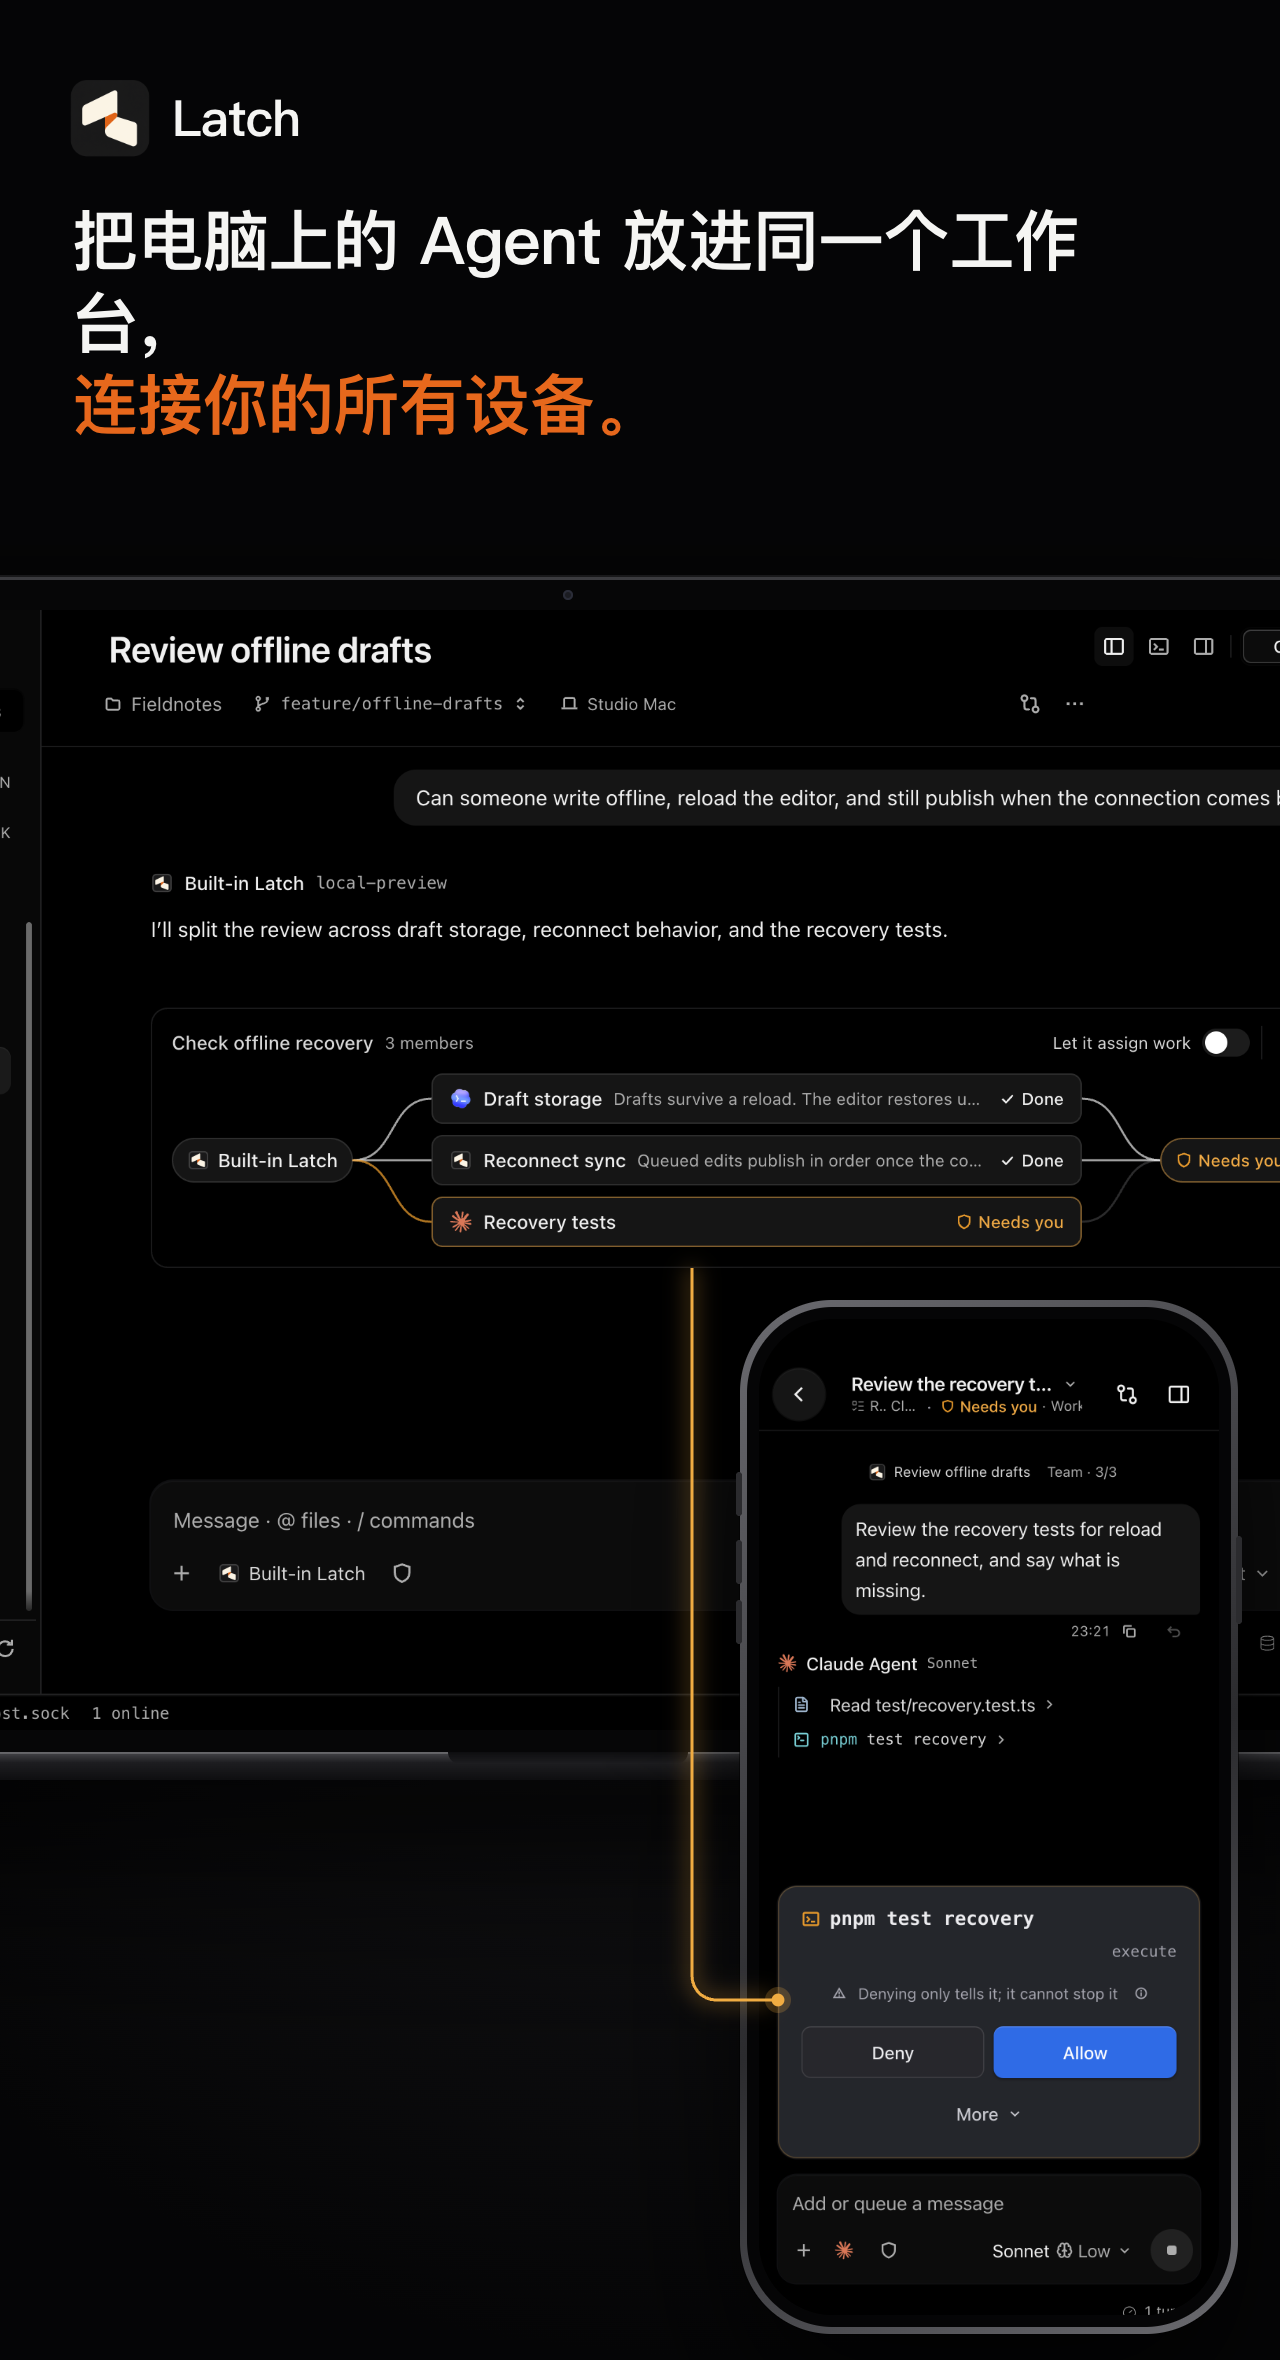 Latch
把电脑上的 Agent 放进同一个工作
台，
连接你的所有设备。
Review offline drafts
Fieldnotes feature/offline-drafts Studio Mac
N
K
Can someone write offline, reload the editor, and still publish when the connection comes
Built-in Latch local-preview
I'll split the review across draft storage, reconnect behavior, and the recovery tests.
Check offline recovery 3 members Let it assign work
Draft storage Drafts survive a reload. The editor restores u... Done
Built-in Latch Reconnect sync Queued edits publish in order once the co... Done Needs you
Recovery tests Needs you
Message · @ files · / commands
Built-in Latch
st.sock 1 online
Review the recovery t...
R.. Cl... · Needs you · Work
Review offline drafts Team · 3/3
Review the recovery tests for reload
and reconnect, and say what is
missing.
23:21
Claude Agent Sonnet
Read test/recovery.test.ts
pnpm test recovery
pnpm test recovery
execute
Denying only tells it; it cannot stop it
Deny Allow
More
Add or queue a message
Sonnet Low